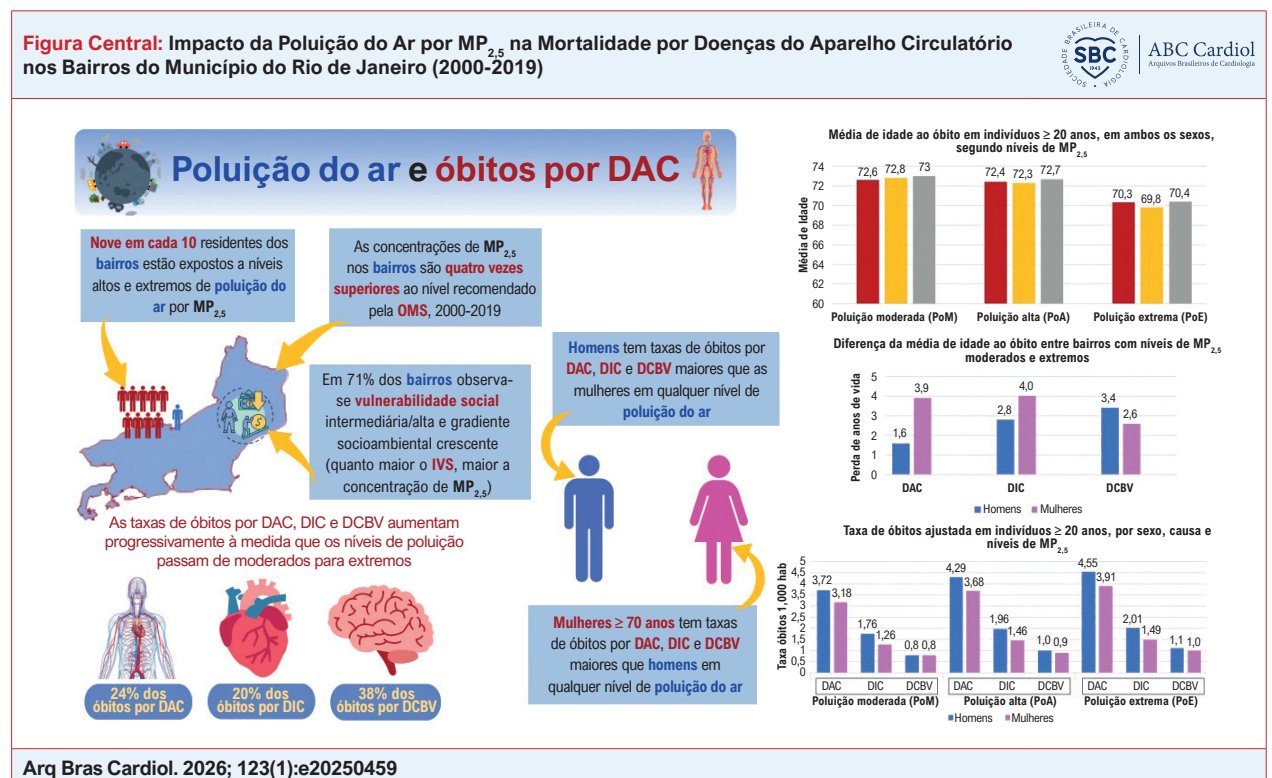 Figura Central: Impacto da Poluição do Ar por MP2,5 na Mortalidade por Doenças do Aparelho Circulatório
nos Bairros do Município do Rio de Janeiro (2000-2019)
SOCIEDADE BRASILEIRA DE CARDIOLOGIA
SBC
1943
ABC Cardiol
Arquivos Brasileiros de Cardiologia
Poluição do ar e óbitos por DAC
Nove em cada 10 residentes dos
bairros estão expostos a níveis
altos e extremos de poluição do
ar por MP2,5
As concentrações de MP2,5
nos bairros são quatro vezes
superiores ao nível recomendado
pela OMS, 2000-2019
Em 71% dos bairros observa-
se vulnerabilidade social
intermediária/alta e gradiente
socioambiental crescente
(quanto maior o IVS, maior a
concentração de MP2,5)
As taxas de óbitos por DAC, DIC e DCBV aumentam
progressivamente à medida que os níveis de poluição
passam de moderados para extremos
24% dos
óbitos por DAC
20% dos
óbitos por DIC
38% dos
óbitos por DCBV
Homens tem taxas de óbitos por
DAC, DIC e DCBV maiores que as
mulheres em qualquer nível de
poluição do ar
Mulheres ≥ 70 anos tem taxas
de óbitos por DAC, DIC e DCBV
maiores que homens em
qualquer nível de poluição do ar
Média de idade ao óbito em indivíduos ≥ 20 anos, em ambos os sexos,
segundo níveis de MP2,5
Média de Idade
74
72
70
68
66
64
62
60
72,6 72,8 73
72,4 72,3 72,7
70,3 69,8 70,4
Poluição moderada (PoM) Poluição alta (PoA) Poluição extrema (PoE)
Diferença da média de idade ao óbito entre bairros com níveis de MP2,5
moderados e extremos
Perda de anos de vida
5
4
3
2
1
0
1,6 3,9
2,8 4,0
3,4 2,6
DAC DIC DCBV
Homens Mulheres
Taxa de óbitos ajustada em indivíduos ≥ 20 anos, por sexo, causa e
níveis de MP2,5
Taxa óbitos 1,000 hab
5
4,5
4
3,5
3
2,5
2
1,5
1
0,5
0
3,72 3,18 1,76 1,26 0,8 0,8
4,29 3,68 1,96 1,46 1,0 0,9
4,55 3,91 2,01 1,49 1,1 1,0
DAC DIC DCBV DAC DIC DCBV DAC DIC DCBV
Poluição moderada (PoM) Poluição alta (PoA) Poluição extrema (PoE)
Homens Mulheres
Arq Bras Cardiol. 2026; 123(1):e20250459